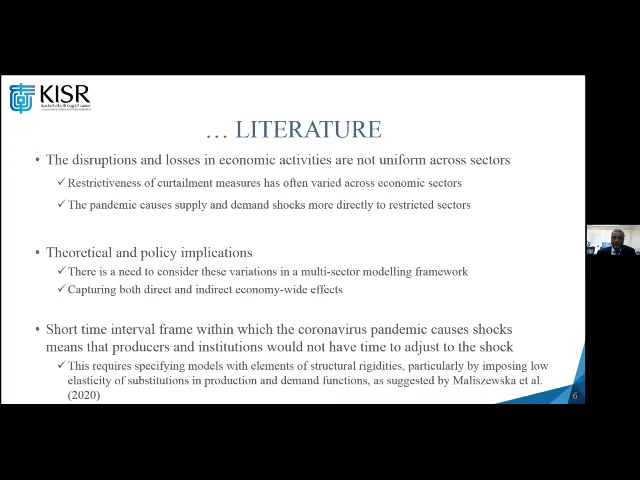 KISR
… LITERATURE
• The disruptions and losses in economic activities are not uniform across sectors
✓Restrictiveness of curtailment measures has often varied across economic sectors
✓The pandemic causes supply and demand shocks more directly to restricted sectors
• Theoretical and policy implications
✓There is a need to consider these variations in a multi-sector modelling framework
✓Capturing both direct and indirect economy-wide effects
• Short time interval frame within which the coronavirus pandemic causes shocks
means that producers and institutions would not have time to adjust to the shock
✓This requires specifying models with elements of structural rigidities, particularly by imposing low
elasticity of substitutions in production and demand functions, as suggested by Maliszewska et al.
(2020)
6